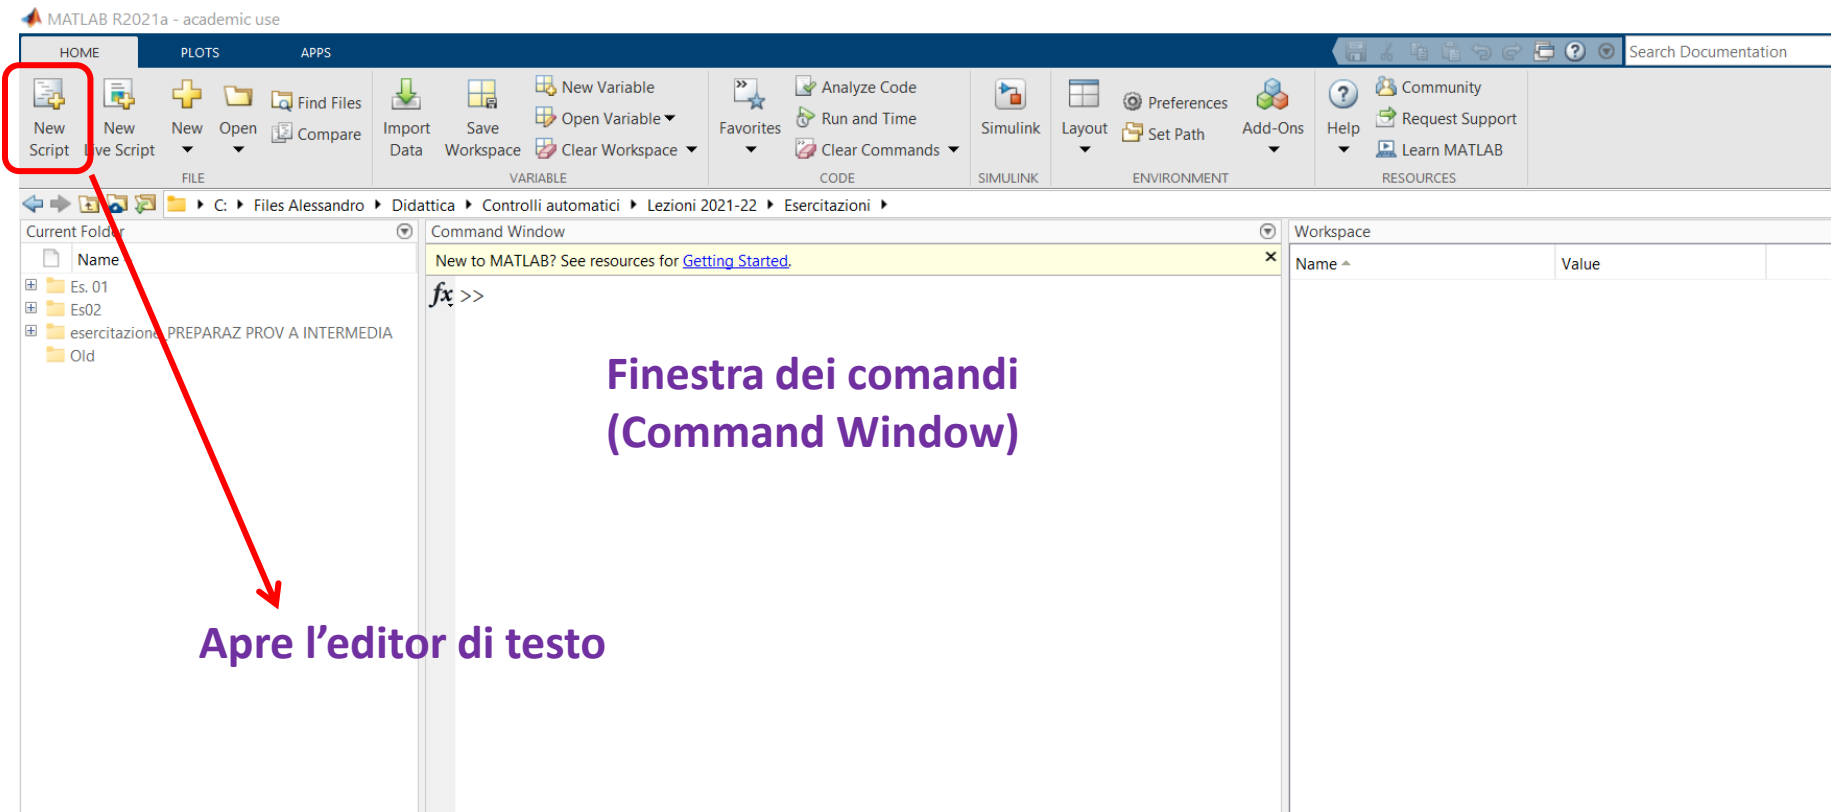 MATLAB R2021a - academic use
HOME PLOTS APPS
Search Documentation
New Script
New Live Script
New
Open
Find Files
Compare
Import Data
Save Workspace
New Variable
Open Variable
Clear Workspace
Favorites
Analyze Code
Run and Time
Clear Commands
Simulink
Layout
Preferences
Set Path
Add-Ons
Help
Community
Request Support
Learn MATLAB
FILE VARIABLE CODE SIMULINK ENVIRONMENT RESOURCES
C: Files Alessandro Didattica Controlli automatici Lezioni 2021-22 Esercitazioni
Current Folder
Name
Es. 01
Es02
esercitazione_PREPARAZ PROV A INTERMEDIA
Old
Command Window
New to MATLAB? See resources for Getting Started.
fx >>
Finestra dei comandi
(Command Window)
Apre l’editor di testo
Workspace
Name Value